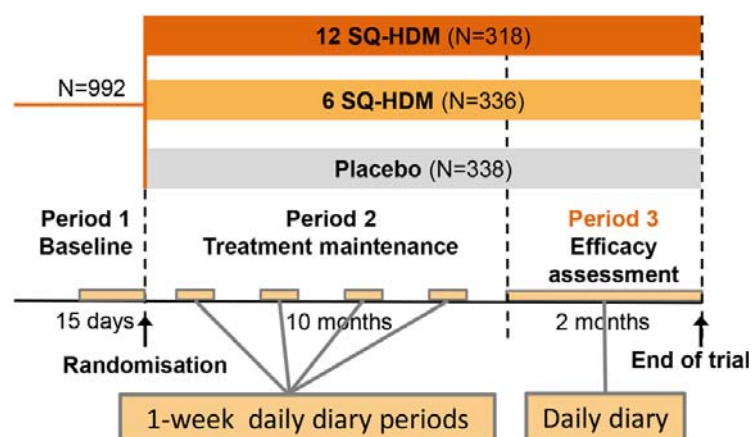 12 SQ-HDM (N=318)
N=992
6 SQ-HDM (N=336)
Placebo (N=338)
Period 1
Baseline
Period 2
Treatment maintenance
Period 3
Efficacy
assessment
15 days
10 months
2 months
Randomisation
End of trial
1-week daily diary periods
Daily diary